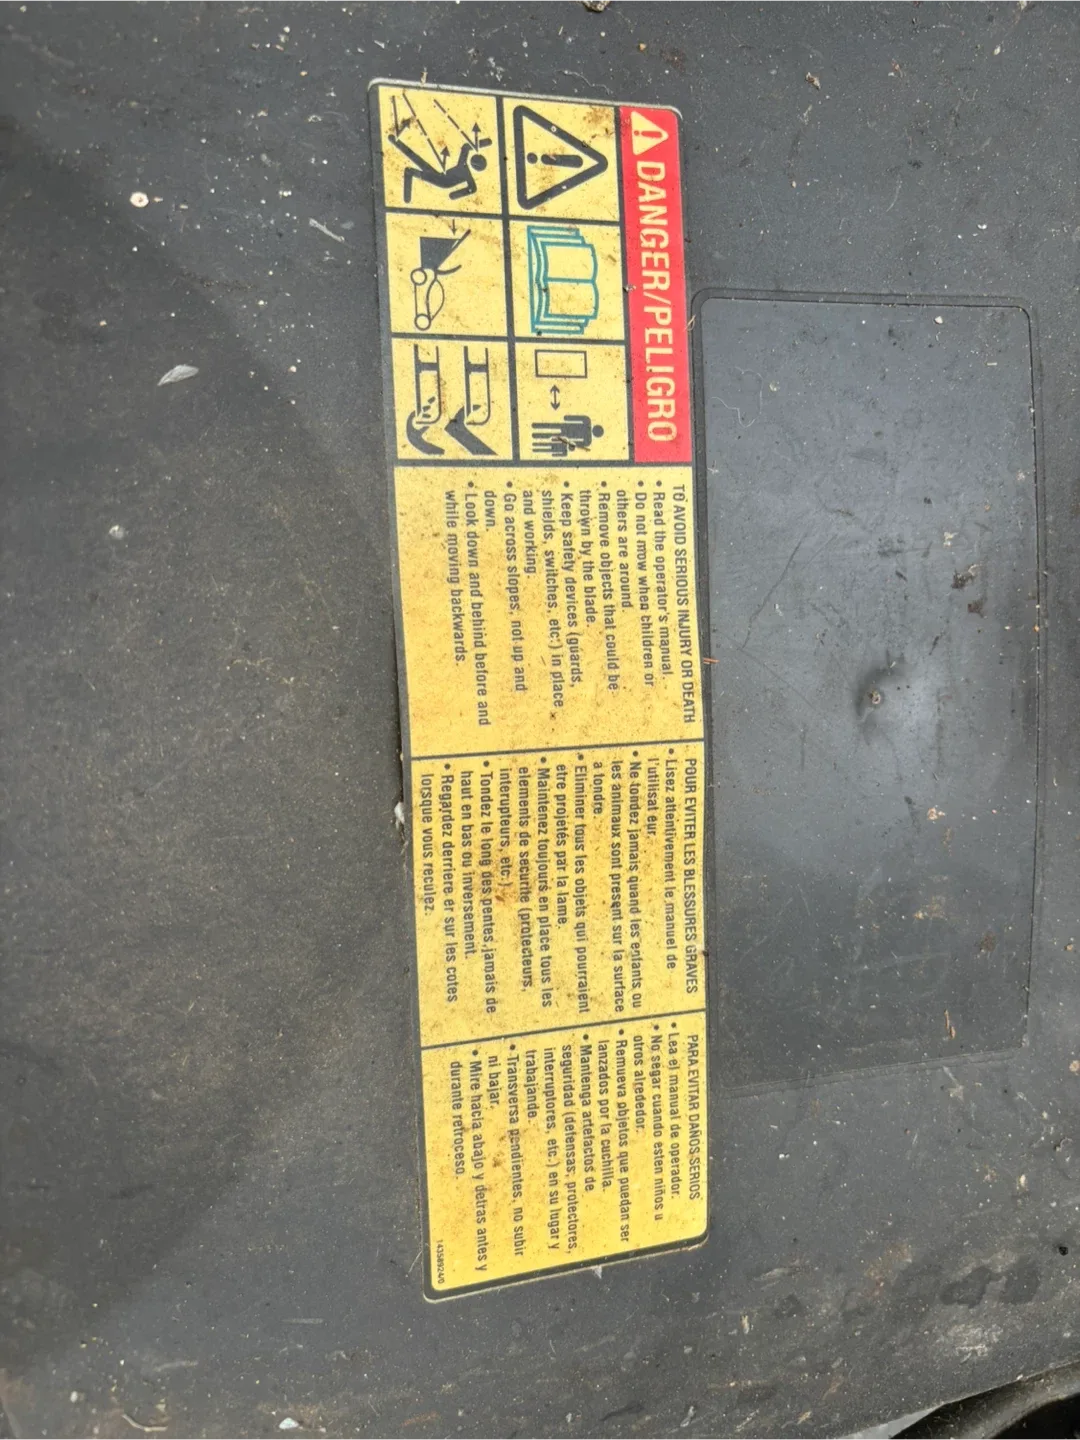 DANGER/PELIGRO
TO AVOID SERIOUS INJURY OR DEATH
• Read the operator's manual.
• Do not mow when children or
others are around.
• Remove objects that could be
thrown by the blade.
• Keep safety devices (guards,
shields, switches, etc.) in place
and working.
• Go across slopes, not up and
down.
• Look down and behind before and
while moving backwards.
POUR EVITER LES BLESSURES GRAVES
• Lisez attentivement le manuel de
l'utilisateur.
• Ne tondez jamais quand les enfants ou
les animaux sont present sur la surface
a tondre.
• Eliminer tous les objets qui pourraient
etre projetés par la lame.
• Maintenez toujours en place tous les
elements de securite (protecteurs,
interupteurs, etc.)
• Tondez le long des pentes, jamais de
haut en bas ou inversement.
• Regardez derriere er sur les cotes
lorsque vous reculez.
PARA EVITAR DAÑOS SERIOS
• Lea el manual de operador.
• No segar cuando esten niños u
otros alrededor.
• Remueva objetos que puedan ser
lanzados por la cuchilla.
• Mantenga artefactos de
seguridad (defensas, protectores,
interruptores, etc.) en su lugar y
trabajande.
• Transversa pendientes, no subir
ni bajar.
• Mire hacia abajo y detras antes y
durante retroceso.